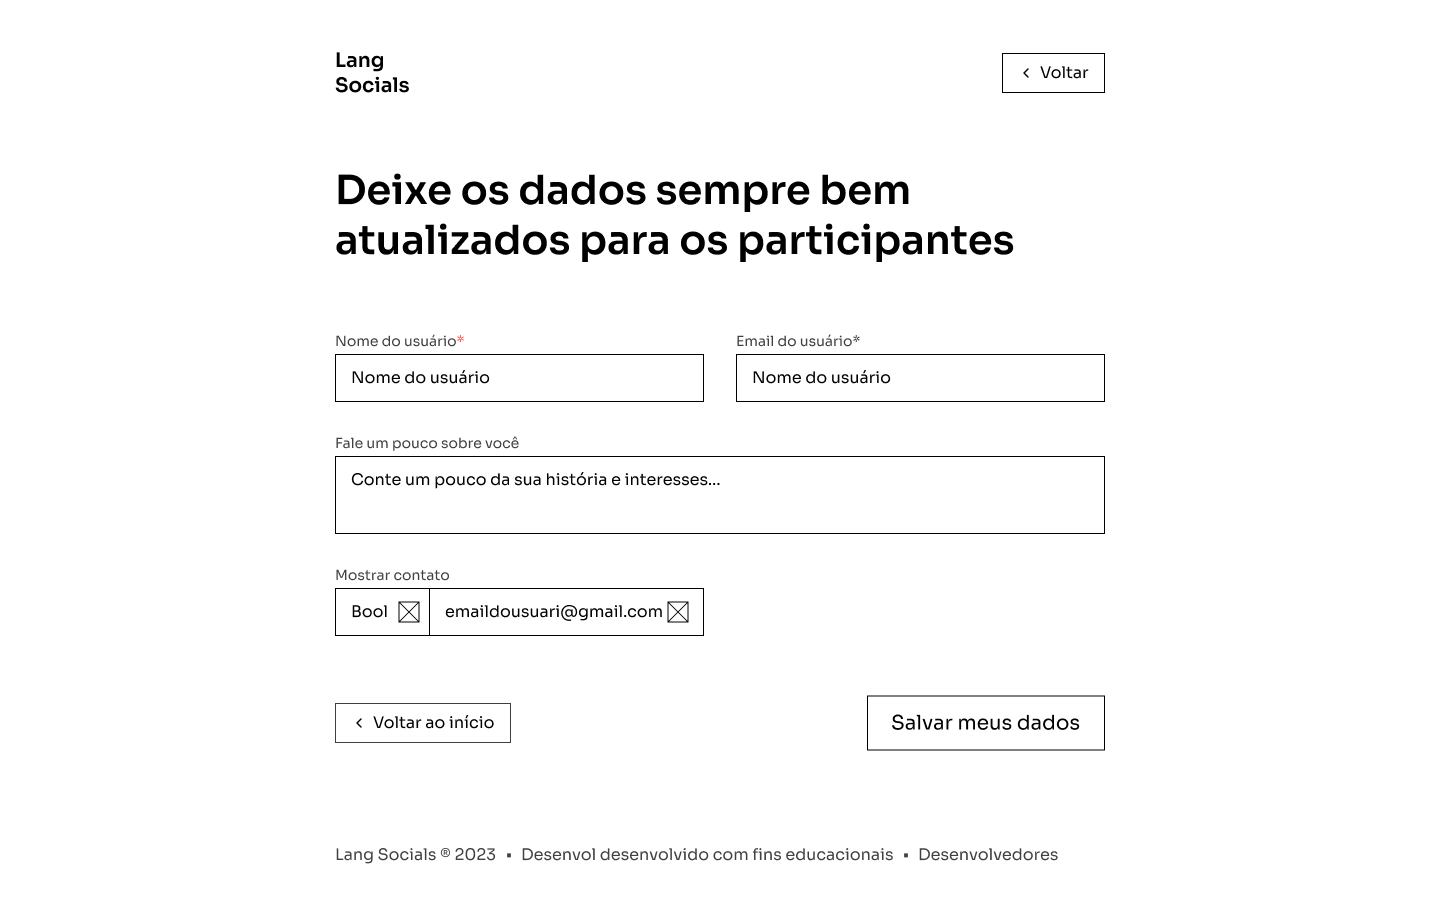 Lang
Socials
Voltar
Deixe os dados sempre bem
atualizados para os participantes
Nome do usuário*
Email do usuário*
Nome do usuário
Nome do usuário
Fale um pouco sobre você
Conte um pouco da sua história e interesses...
Mostrar contato
Bool
emaildousuari@gmail.com
Voltar ao início
Salvar meus dados
Lang Socials ® 2023 • Desenvol desenvolvido com fins educacionais • Desenvolvedores